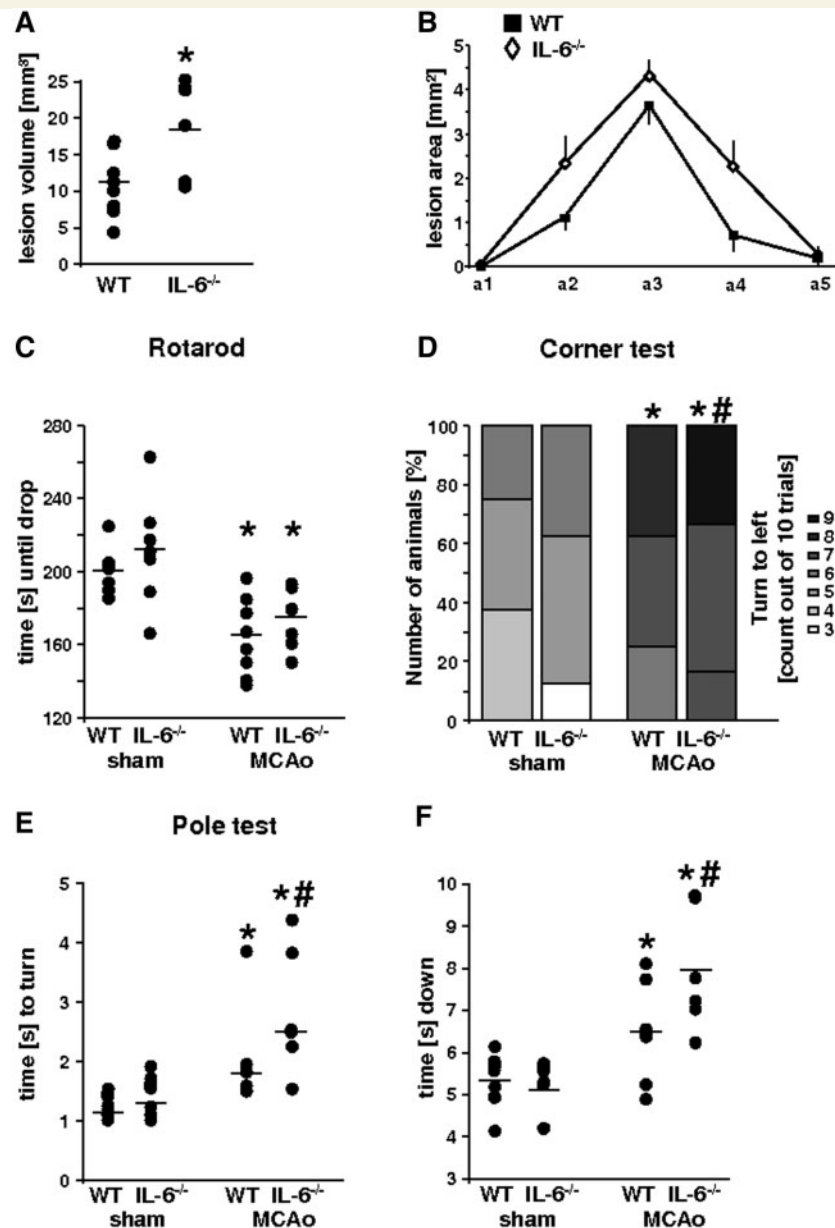 A
lesion volume [mm³]
25
20
15
10
5
0
WT IL-6⁻/⁻
*
B
■ WT
◇ IL-6⁻/⁻
lesion area [mm²]
5
4
3
2
1
0
a1 a2 a3 a4 a5
C Rotarod
time [s] until drop
280
240
200
160
120
* *
WT IL-6⁻/⁻ WT IL-6⁻/⁻
sham MCAo
D Corner test
Number of animals [%]
100
80
60
40
20
0
* *#
WT IL-6⁻/⁻ WT IL-6⁻/⁻
sham MCAo
Turn to left
[count out of 10 trials]
9
8
7
6
5
4
3
E Pole test
time [s] to turn
5
4
3
2
1
0
* *#
WT IL-6⁻/⁻ WT IL-6⁻/⁻
sham MCAo
F
time [s] down
10
9
8
7
6
5
4
3
* *#
WT IL-6⁻/⁻ WT IL-6⁻/⁻
sham MCAo